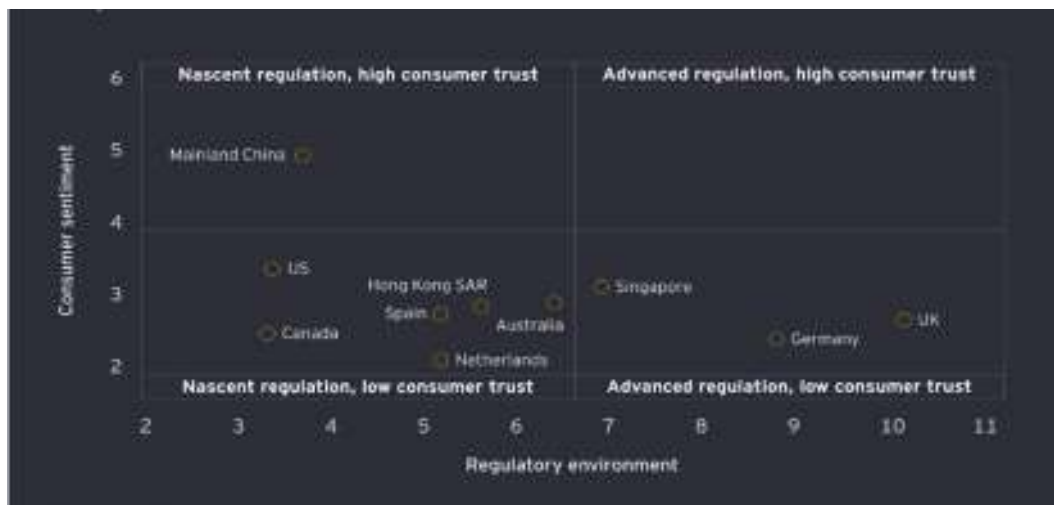 6
Nascent regulation, high consumer trust
Advanced regulation, high consumer trust
5
Mainland China
Consumer sentiment
4
US
3
Hong Kong SAR
Singapore
Spain
Australia
UK
Canada
Germany
2
Netherlands
Nascent regulation, low consumer trust
Advanced regulation, low consumer trust
2 3 4 5 6 7 8 9 10 11
Regulatory environment